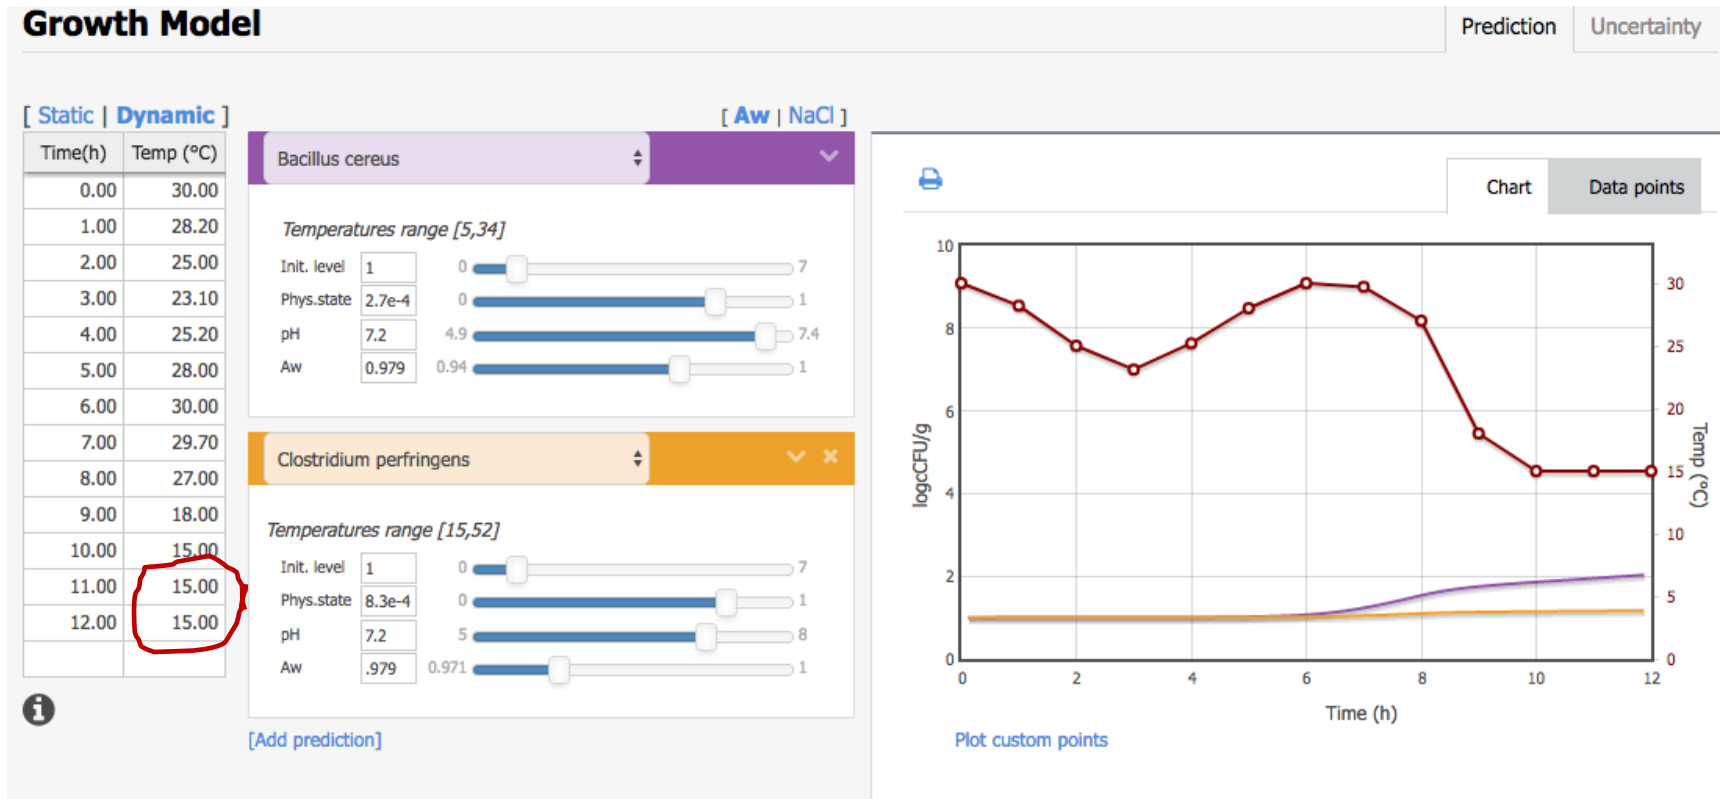 Growth Model
Prediction
Uncertainty
[ Static | Dynamic ]
[ Aw | NaCl ]
Time(h) Temp (°C)
0.00 30.00
1.00 28.20
2.00 25.00
3.00 23.10
4.00 25.20
5.00 28.00
6.00 30.00
7.00 29.70
8.00 27.00
9.00 18.00
10.00 15.00
11.00 15.00
12.00 15.00
Bacillus cereus
Temperatures range [5,34]
Init. level 1 0 7
Phys.state 2.7e-4 0 1
pH 7.2 4.9 7.4
Aw 0.979 0.94 1
Clostridium perfringens
Temperatures range [15,52]
Init. level 1 0 7
Phys.state 8.3e-4 0 1
pH 7.2 5 8
Aw .979 0.971 1
[Add prediction]
Chart
Data points
10
8
6
4
2
0
logcCFU/g
30
25
20
15
10
5
0
Temp (°C)
0 2 4 6 8 10 12
Time (h)
Plot custom points